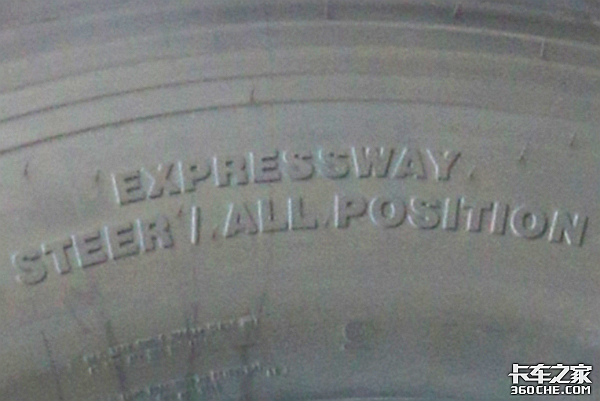 EXPRESSWAY
STEER / ALL POSITION
卡车之家
360che.com